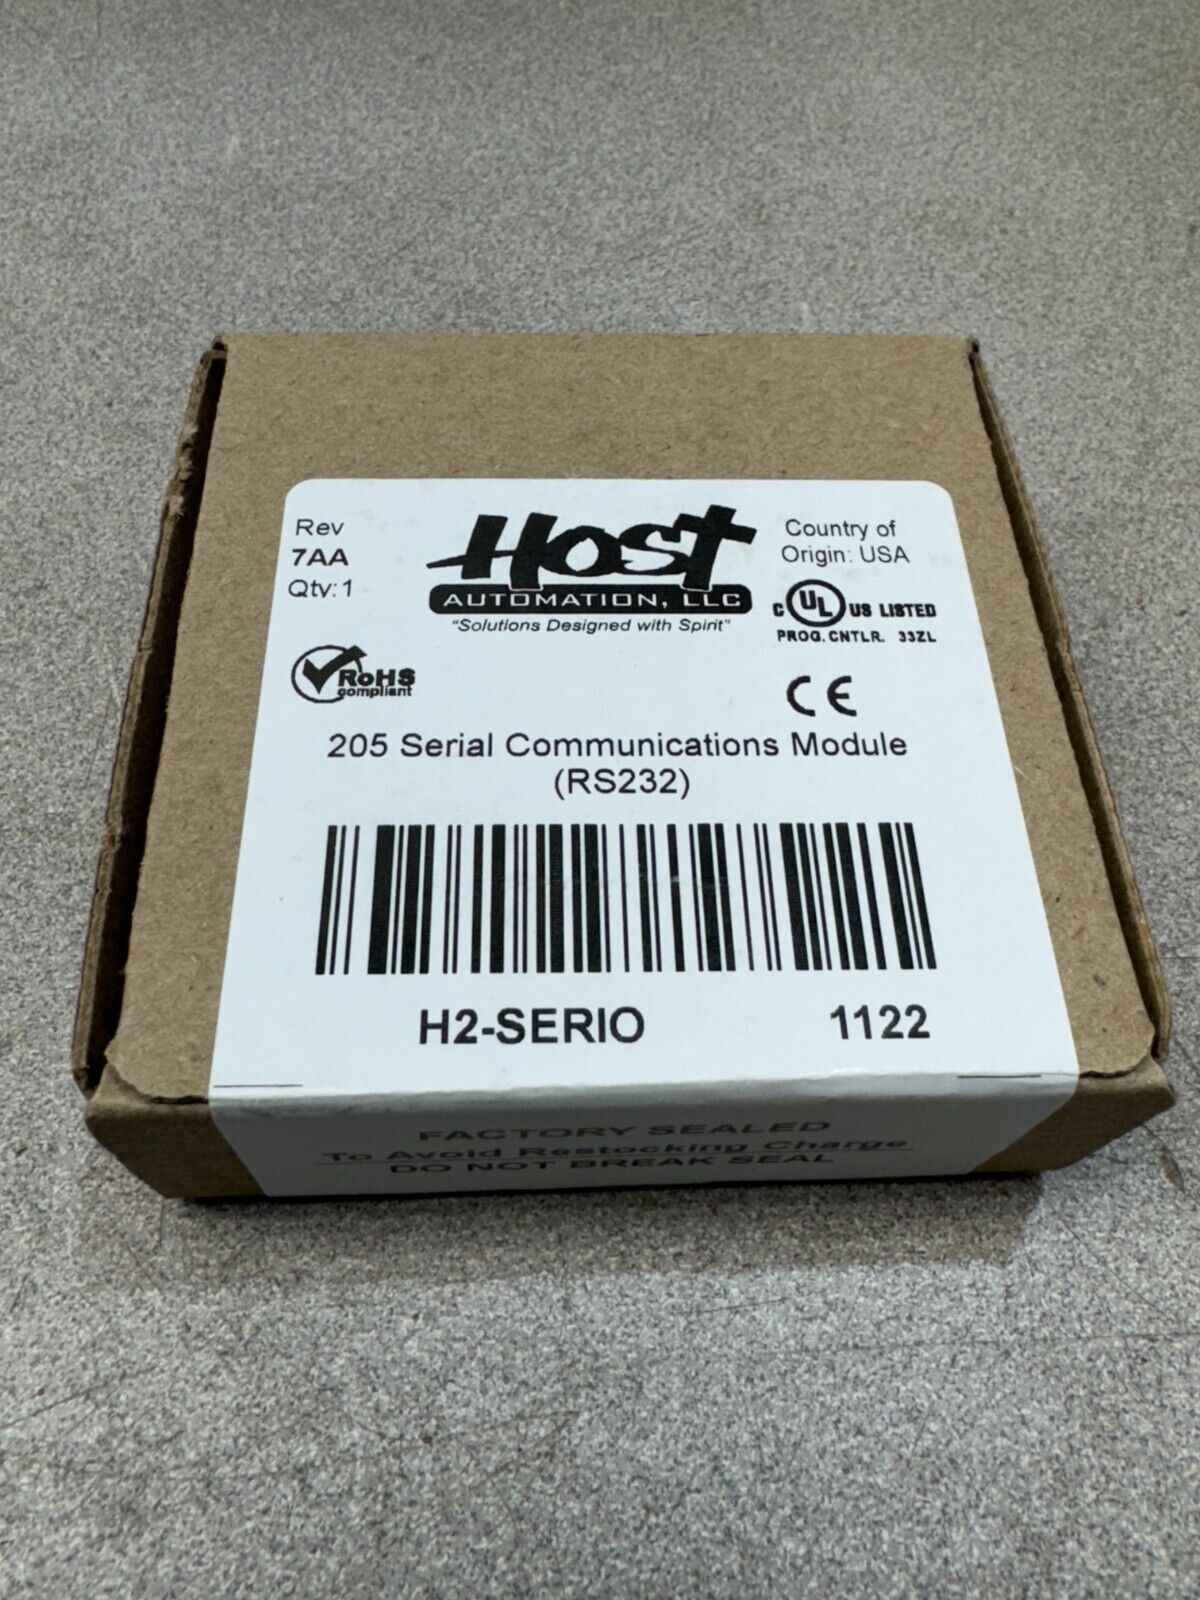 Rev
7AA
Qty: 1
Host
AUTOMATION, LLC
"Solutions Designed with Spirit"
Country of
Origin: USA
C UL US LISTED
PROG. CNTLR. 33ZL
RoHS
compliant
CE
205 Serial Communications Module
(RS232)
H2-SERIO 1122
FACTORY SEALED
To Avoid Restocking Charge
DO NOT BREAK SEAL